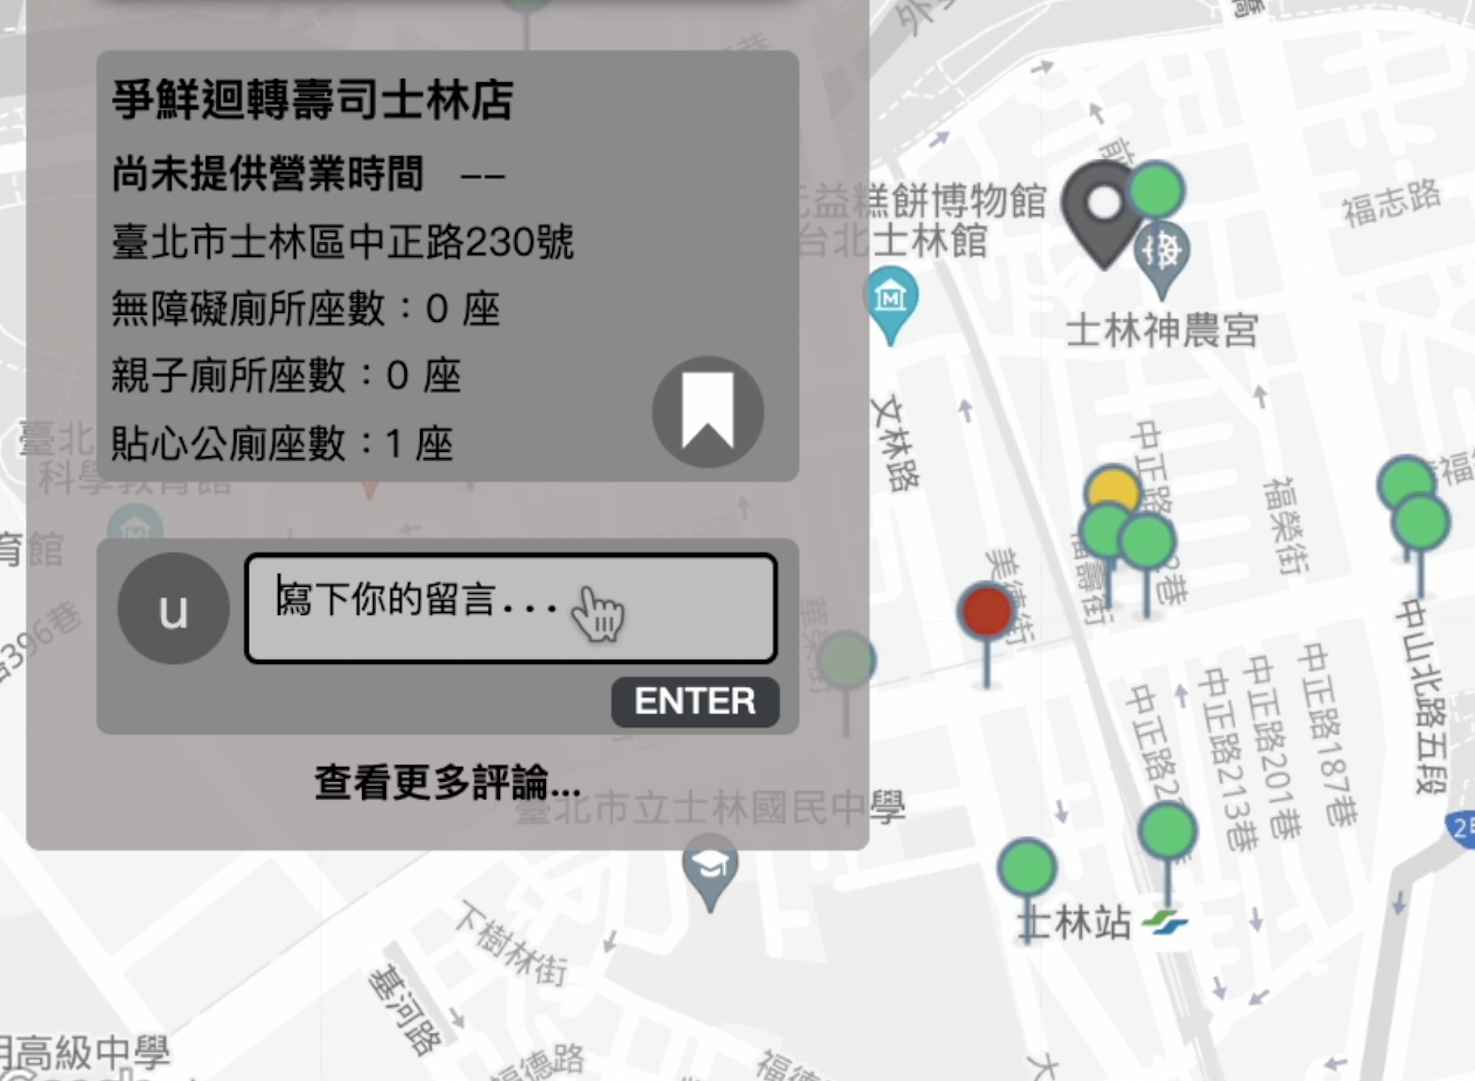 爭鮮迴轉壽司士林店
尚未提供營業時間 --
臺北市士林區中正路230號
無障礙廁所座數：0 座
親子廁所座數：0 座
貼心公廁座數：1 座
u
寫下你的留言...
ENTER
查看更多評論...
臺北
科學教育館
育館
396巷
元益糕餅博物館
台北士林館
士林神農宮
福志路
文林路
美德街
福壽街
福榮街
中山北路五段
中正路213巷
中正路201巷
中正路187巷
臺北市立士林國民中學
士林站
下樹林街
基河路
福德路
明高級中學